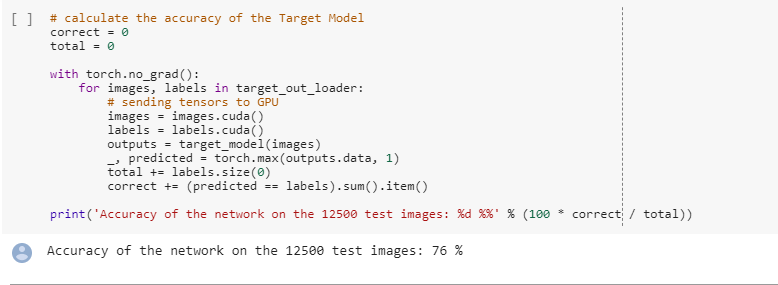 [ ] # calculate the accuracy of the Target Model
correct = 0
total = 0
with torch.no_grad():
for images, labels in target_out_loader:
# sending tensors to GPU
images = images.cuda()
labels = labels.cuda()
outputs = target_model(images)
_, predicted = torch.max(outputs.data, 1)
total += labels.size(0)
correct += (predicted == labels).sum().item()
print('Accuracy of the network on the 12500 test images: %d %%' % (100 * correct / total))
Accuracy of the network on the 12500 test images: 76 %